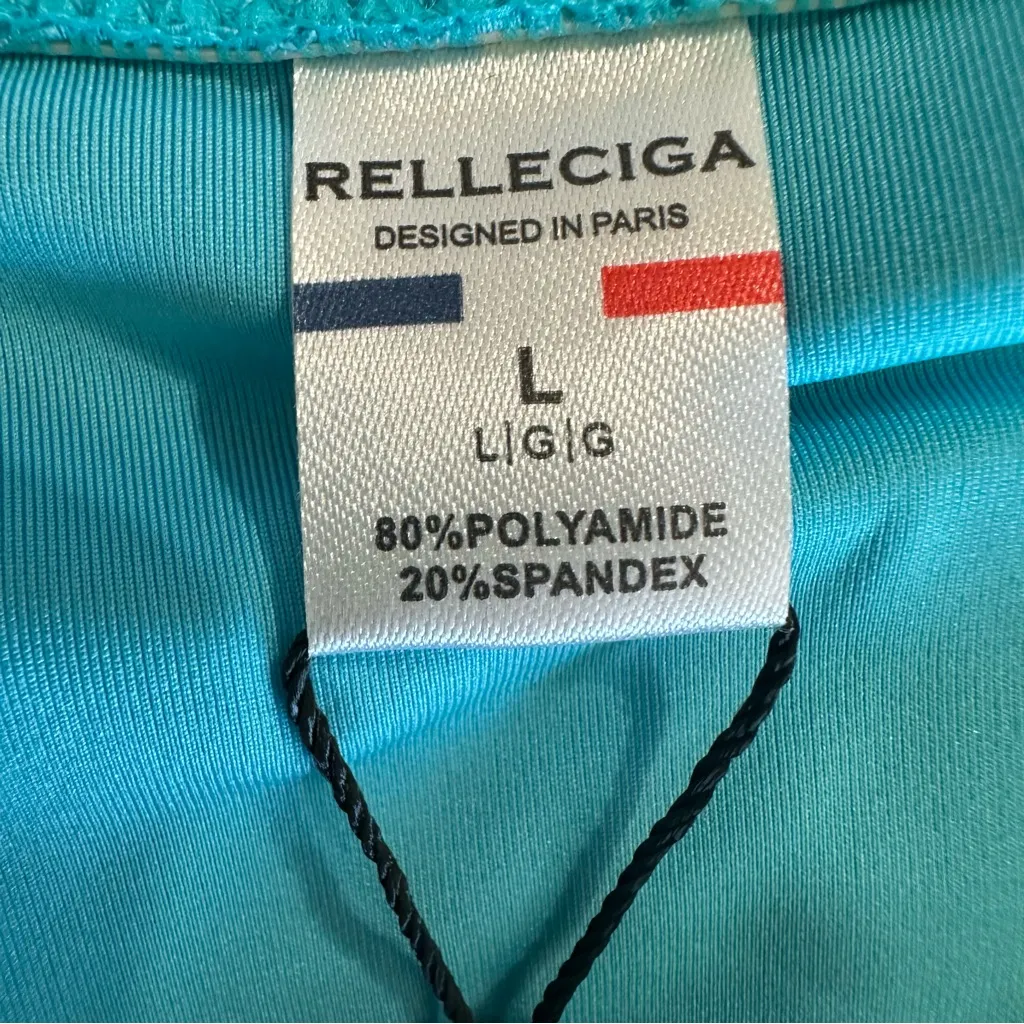 RELLECIGA
DESIGNED IN PARIS
L
L|G|G
80%POLYAMIDE
20%SPANDEX